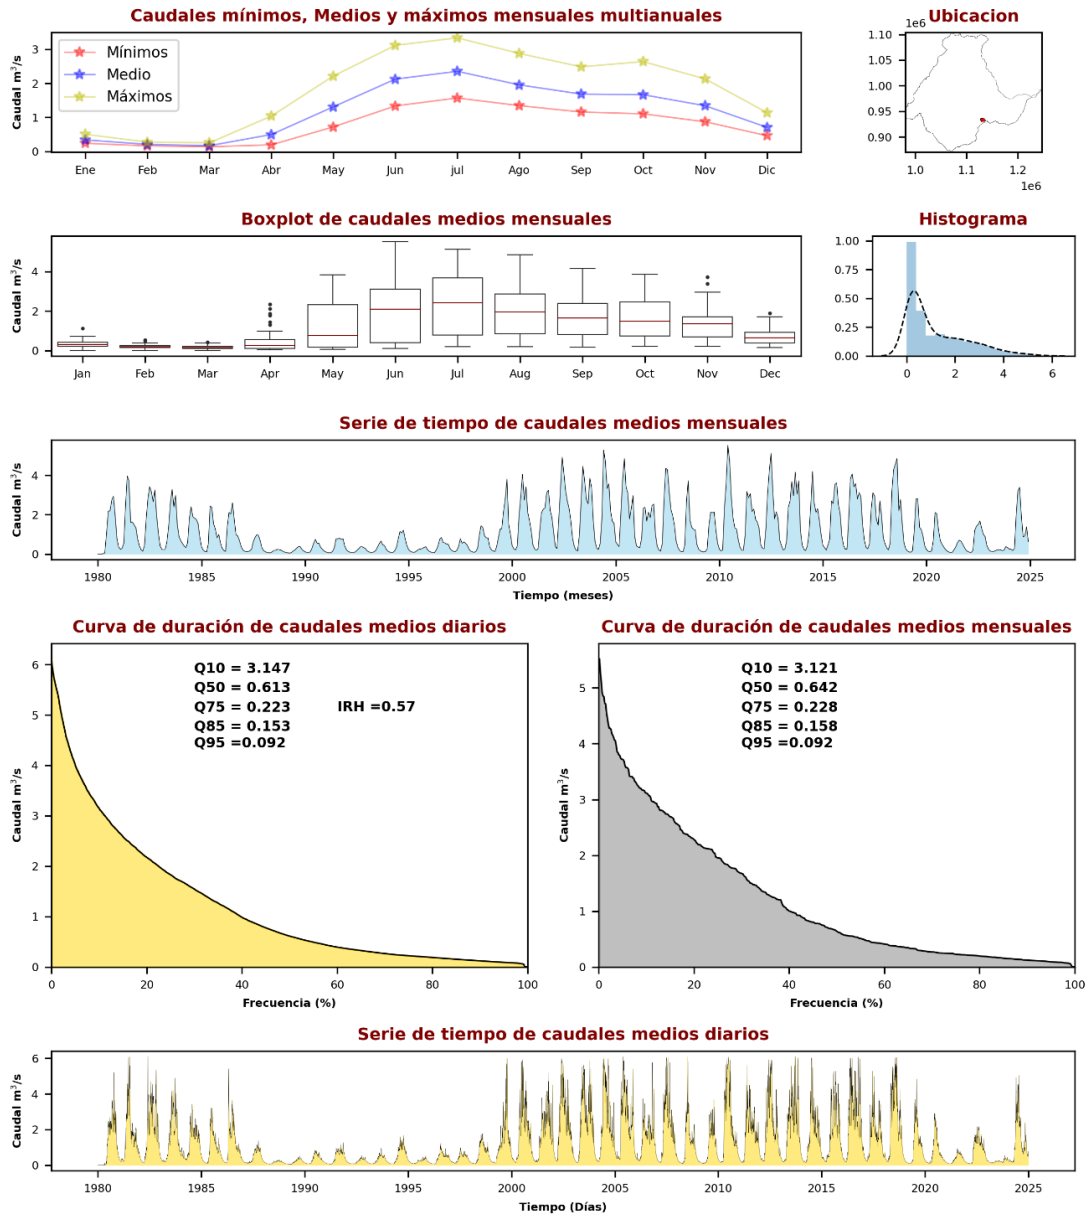 Caudales mínimos, Medios y máximos mensuales multianuales
Caudal m³/s
3
2
1
0
Mínimos
Medio
Máximos
Ene Feb Mar Abr May Jun Jul Ago Sep Oct Nov Dic
Ubicacion
1e6
1.10
1.05
1.00
0.95
0.90
1.0 1.1 1.2
1e6
Boxplot de caudales medios mensuales
Caudal m³/s
4
2
0
Jan Feb Mar Apr May Jun Jul Aug Sep Oct Nov Dec
Histograma
1.00
0.75
0.50
0.25
0.00
0 2 4 6
Serie de tiempo de caudales medios mensuales
Caudal m³/s
4
2
0
1980 1985 1990 1995 2000 2005 2010 2015 2020 2025
Tiempo (meses)
Curva de duración de caudales medios diarios
Caudal m³/s
6
5
4
3
2
1
0
Q10 = 3.147
Q50 = 0.613
Q75 = 0.223
IRH =0.57
Q85 = 0.153
Q95 =0.092
0 20 40 60 80 100
Frecuencia (%)
Curva de duración de caudales medios mensuales
Caudal m³/s
5
4
3
2
1
0
Q10 = 3.121
Q50 = 0.642
Q75 = 0.228
Q85 = 0.158
Q95 =0.092
0 20 40 60 80 100
Frecuencia (%)
Serie de tiempo de caudales medios diarios
Caudal m³/s
6
4
2
0
1980 1985 1990 1995 2000 2005 2010 2015 2020 2025
Tiempo (Días)